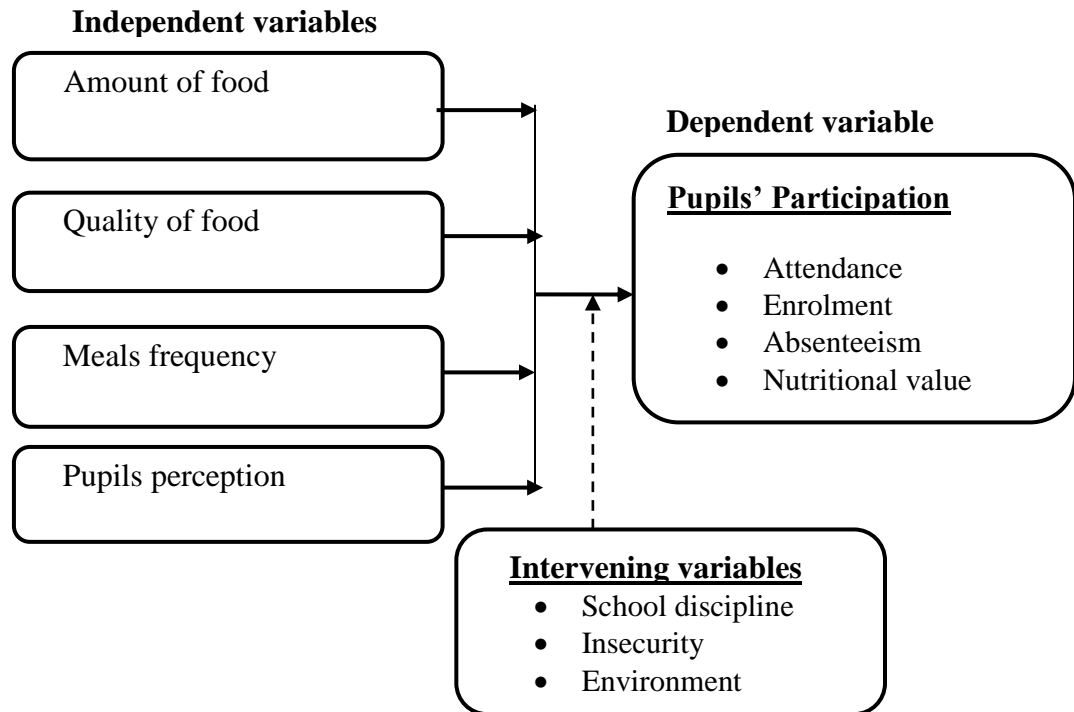 Independent variables
Amount of food
Quality of food
Meals frequency
Pupils perception
Dependent variable
Pupils’ Participation
• Attendance
• Enrolment
• Absenteeism
• Nutritional value
Intervening variables
• School discipline
• Insecurity
• Environment